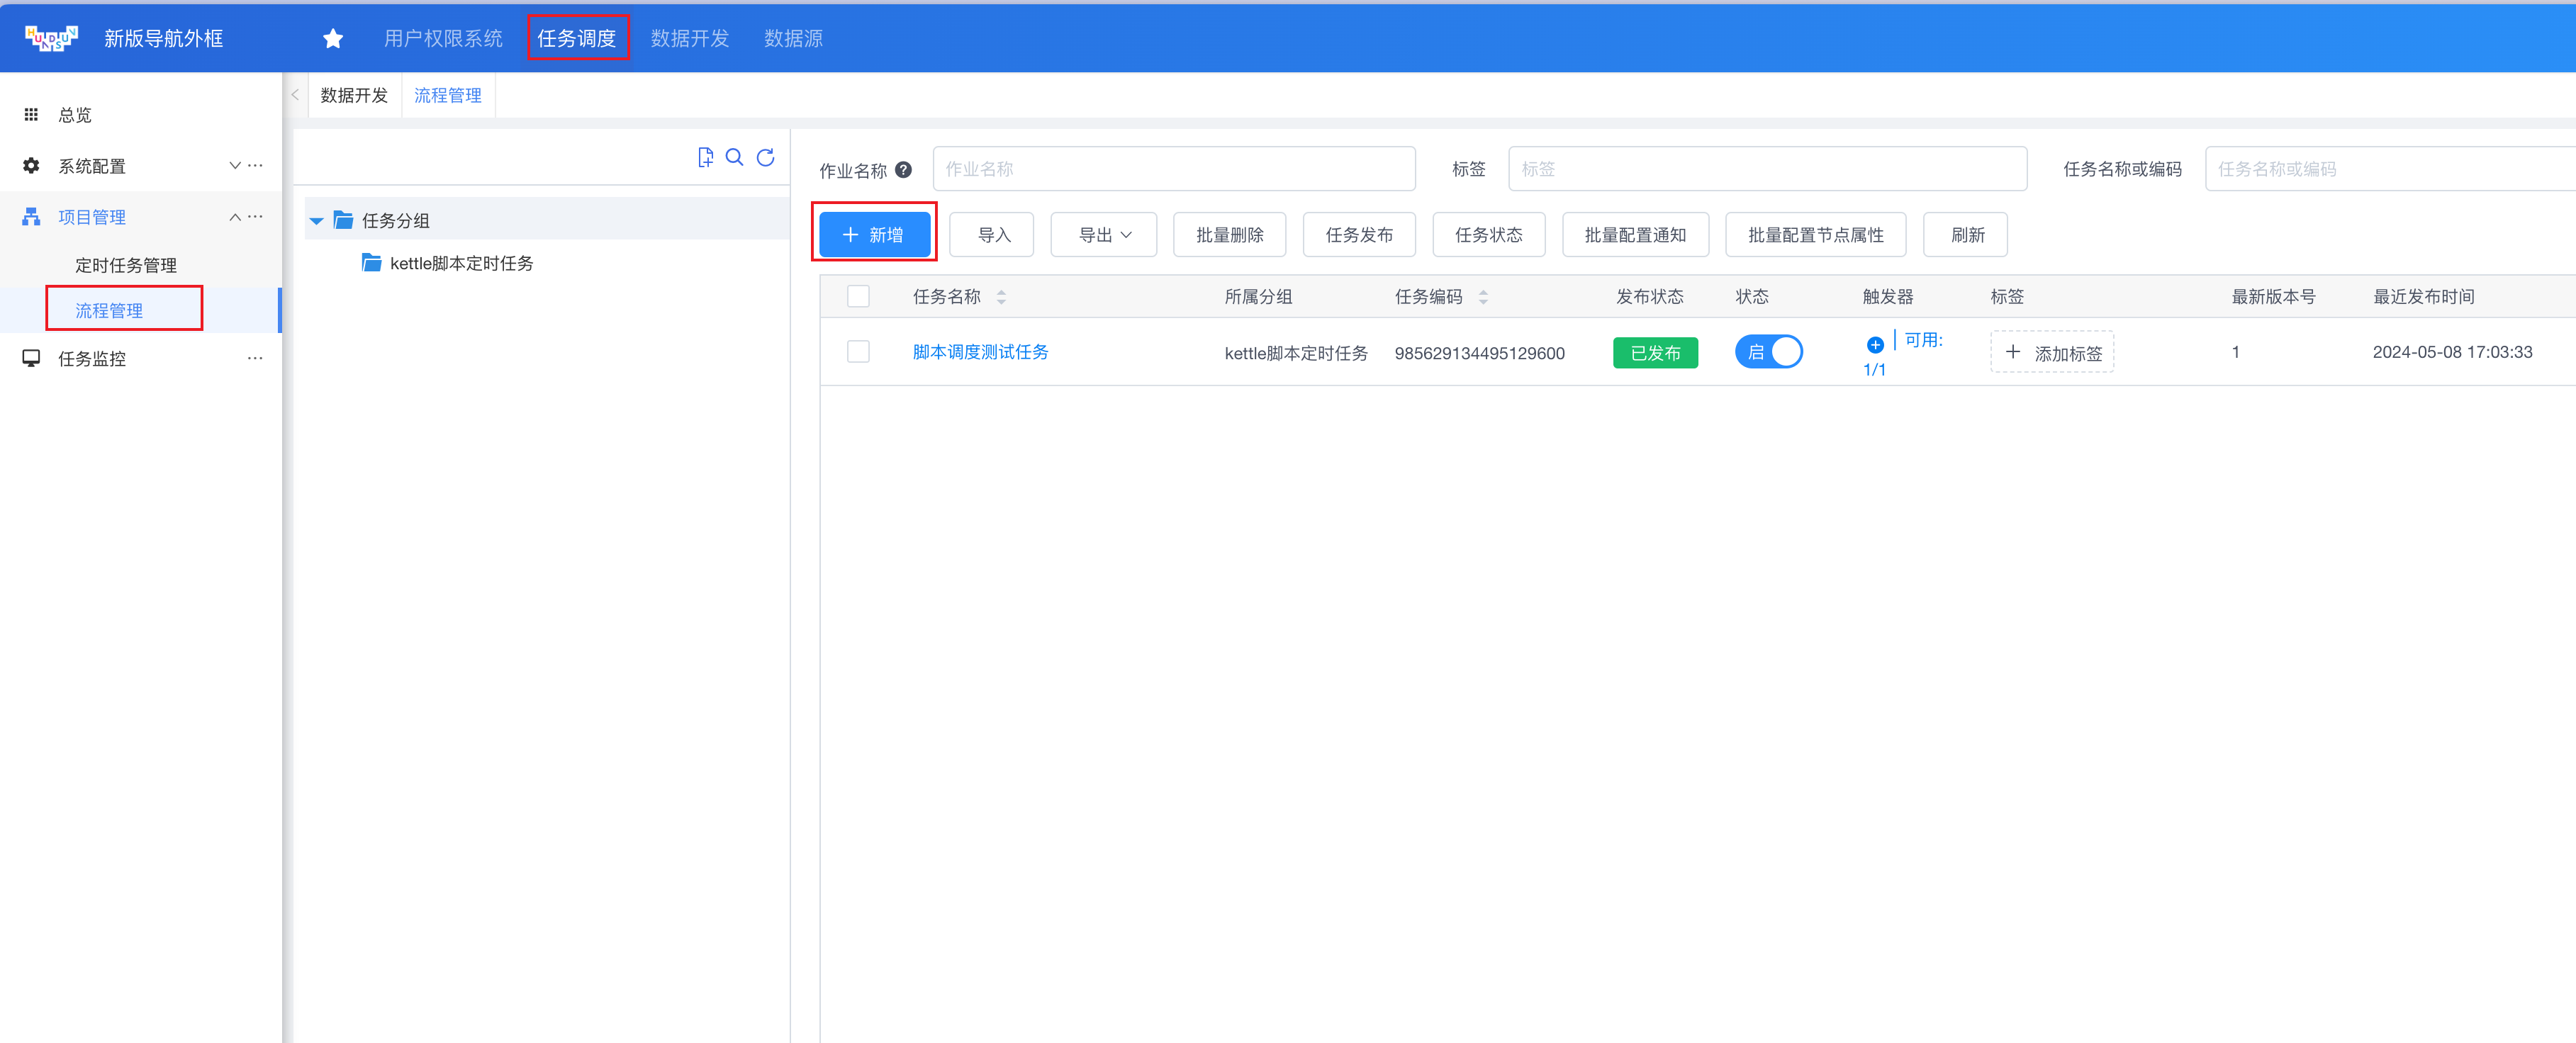 HUNDSUN
新版导航外框
用户权限系统
任务调度
数据开发
数据源
总览
系统配置
项目管理
定时任务管理
流程管理
任务监控
数据开发
流程管理
任务分组
kettle脚本定时任务
作业名称 ?
作业名称
标签
标签
任务名称或编码
任务名称或编码
新增
导入
导出
批量删除
任务发布
任务状态
批量配置通知
批量配置节点属性
刷新
任务名称 所属分组 任务编码 发布状态 状态 触发器 标签 最新版本号 最近发布时间
脚本调度测试任务 kettle脚本定时任务 985629134495129600 已发布 启 可用: 1/1 添加标签 1 2024-05-08 17:03:33